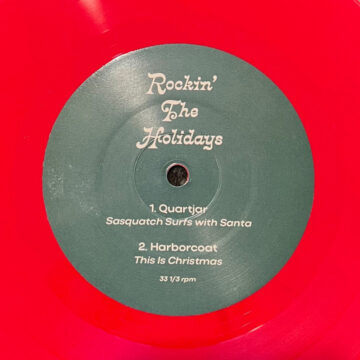 Rockin'
The
Holidays
1. Quartjar
Sasquatch Surfs with Santa
2. Harborcoat
This Is Christmas
33 1/3 rpm